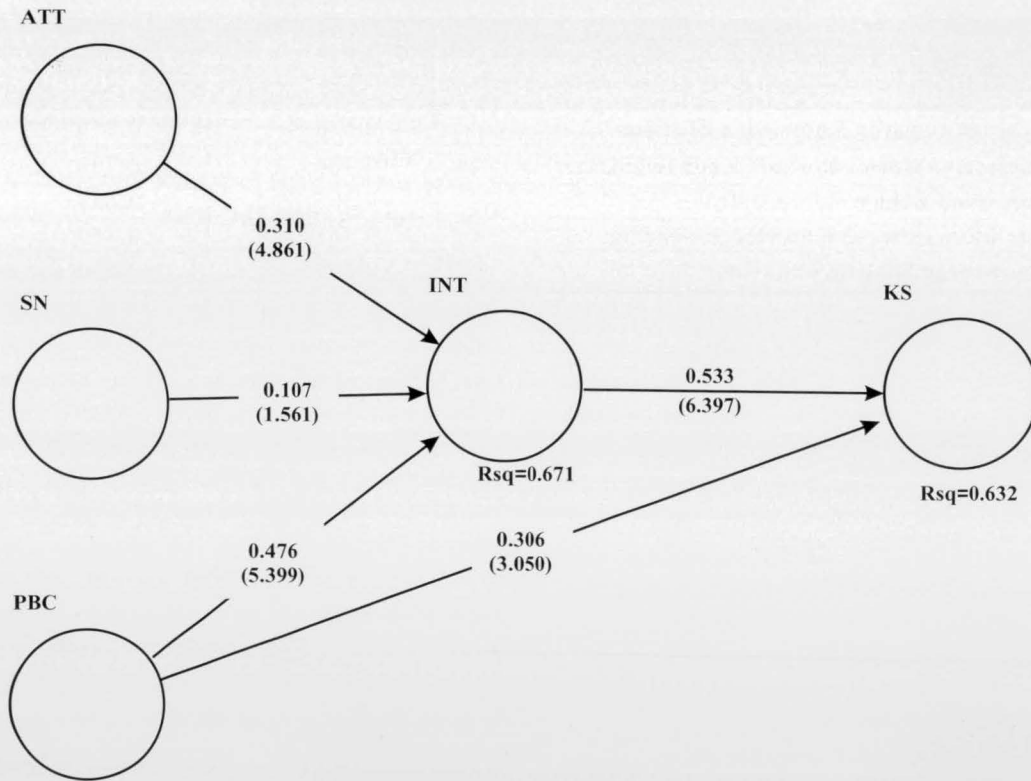 ATT
0.310
(4.861)
SN
INT
KS
0.107
(1.561)
0.533
(6.397)
Rsq=0.671
Rsq=0.632
0.476
(5.399)
0.306
(3.050)
PBC